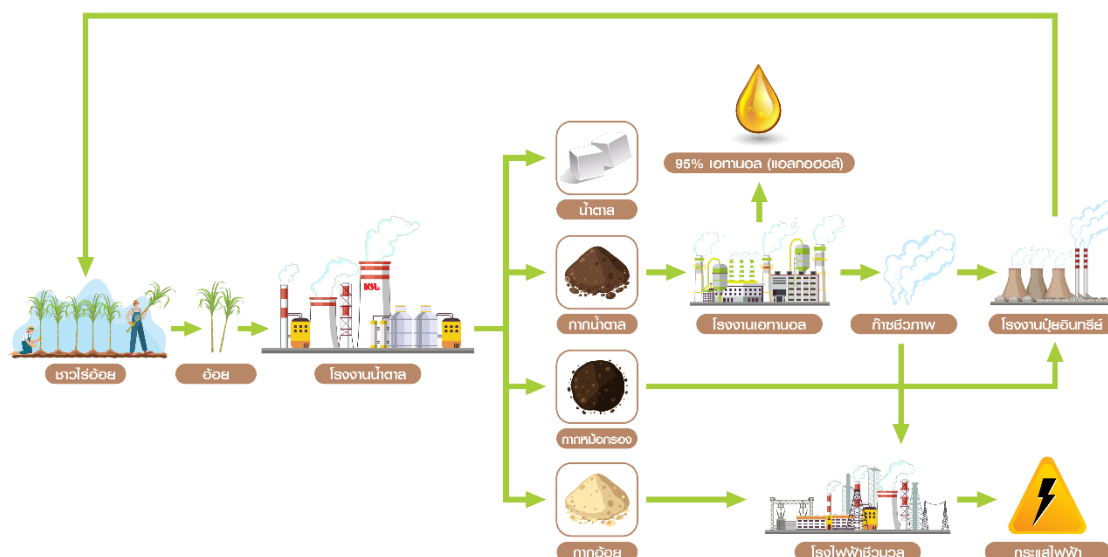 95% เอทานอล (แอลกอฮอล์)
น้ำตาล
KSL
ชาวไร่อ้อย
อ้อย
โรงงานน้ำตาล
กากน้ำตาล
โรงงานเอทานอล
ก๊าซชีวภาพ
โรงงานปุ๋ยอินทรีย์
กากหม้อกรอง
กากอ้อย
โรงไฟฟ้าชีวมวล
กระแสไฟฟ้า